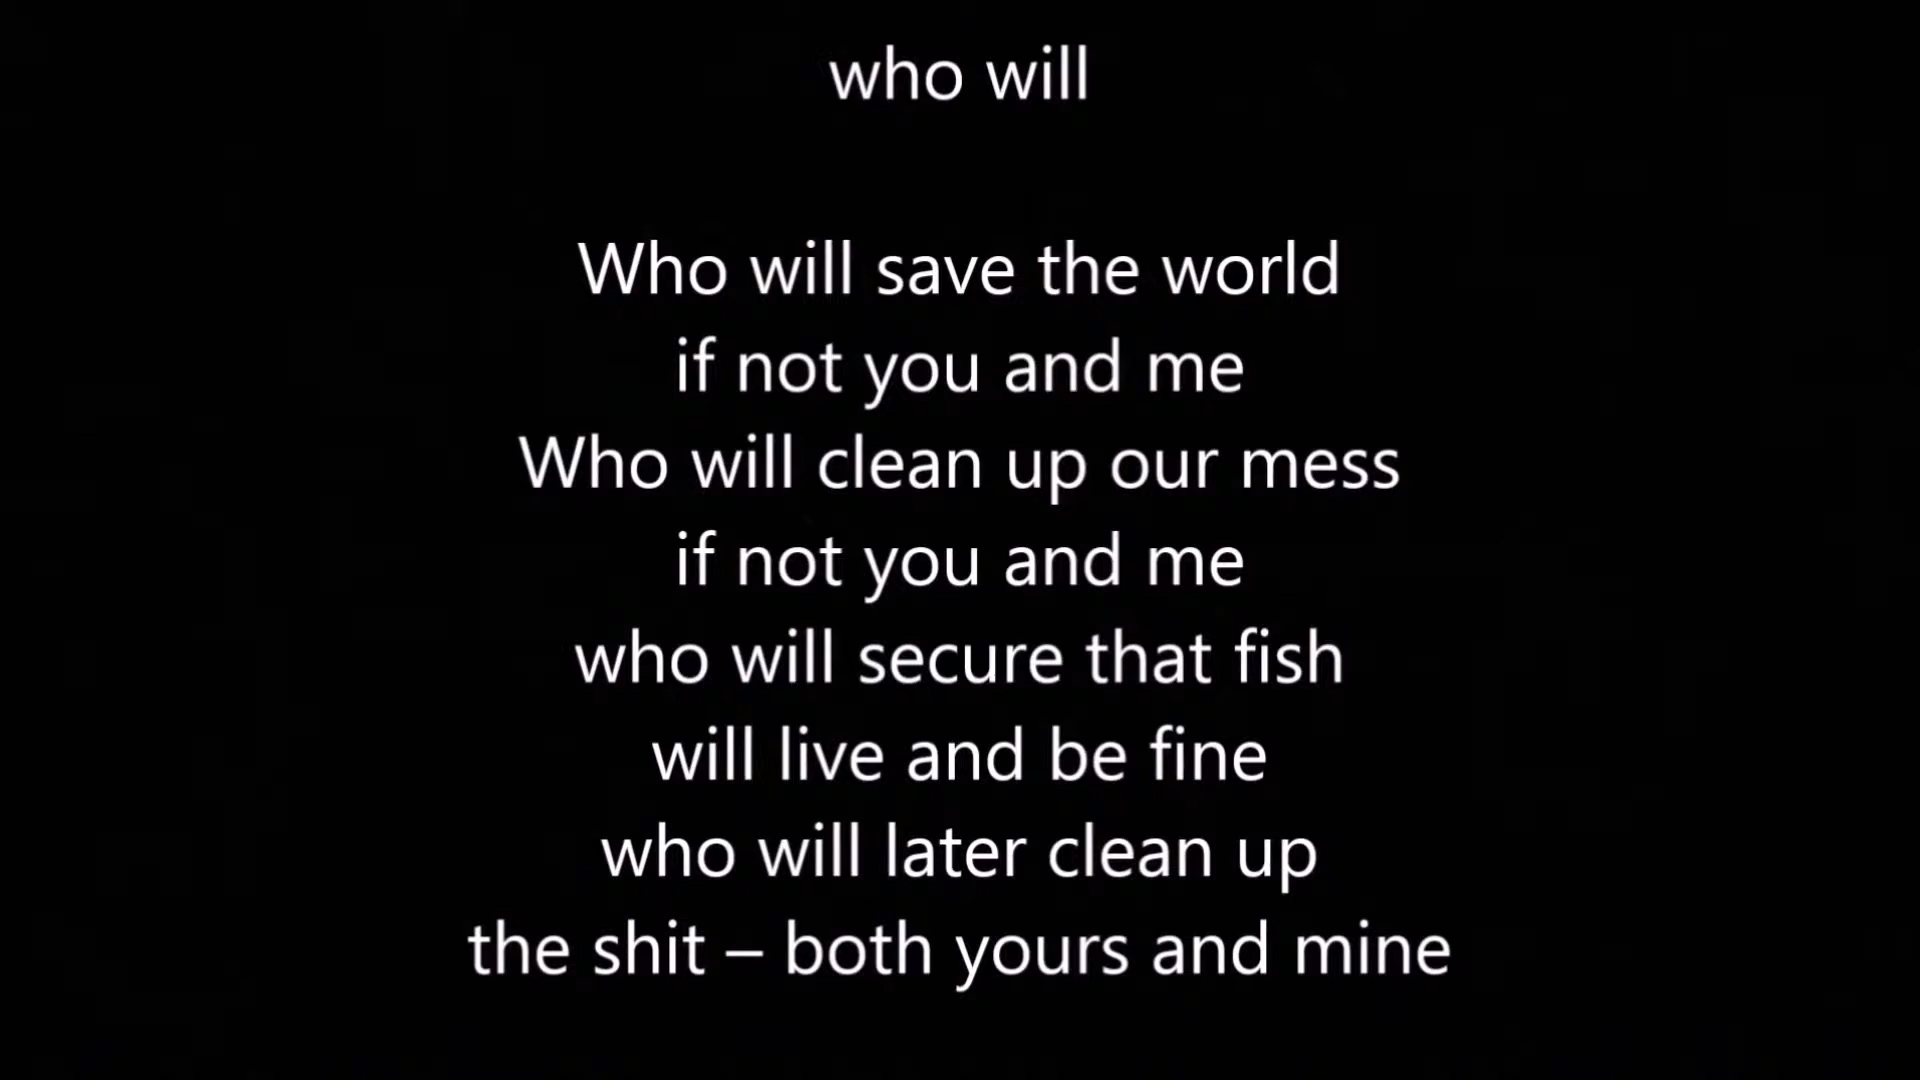 who will
Who will save the world
if not you and me
Who will clean up our mess
if not you and me
who will secure that fish
will live and be fine
who will later clean up
the shit – both yours and mine